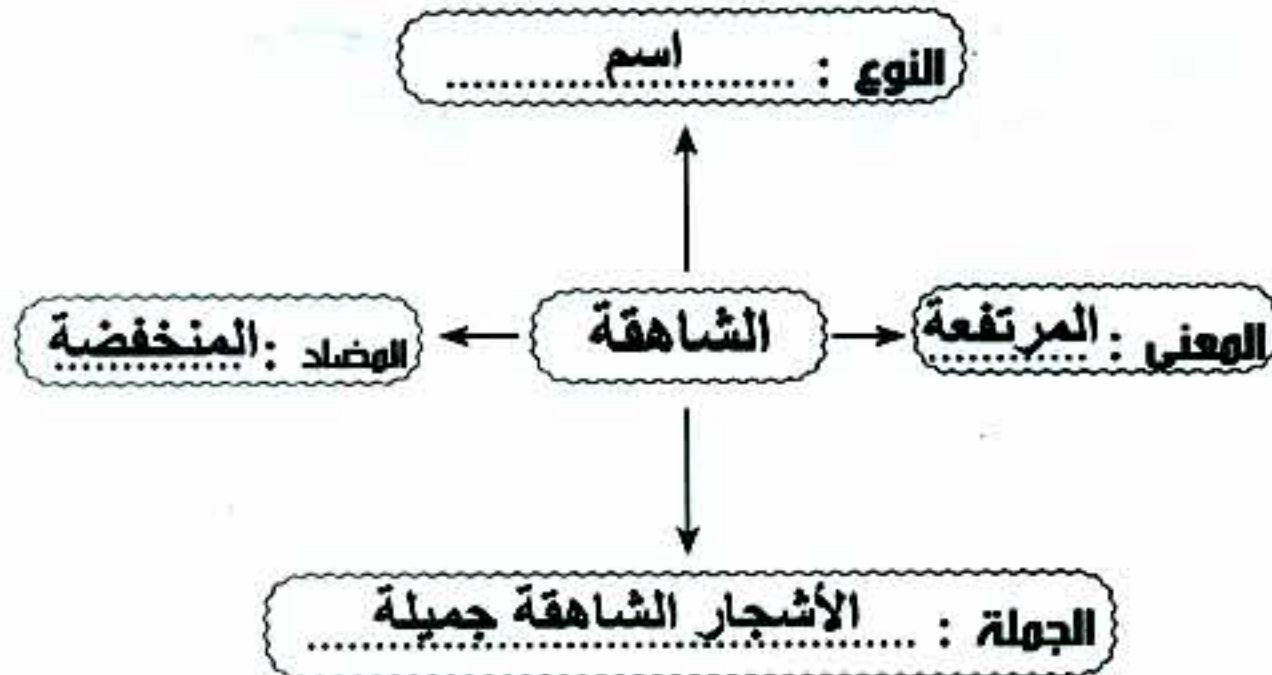 النوع : اسم
المعنى : المرتفعة
الشاهقة
المضاد : المنخفضة
الجملة : الأشجار الشاهقة جميلة